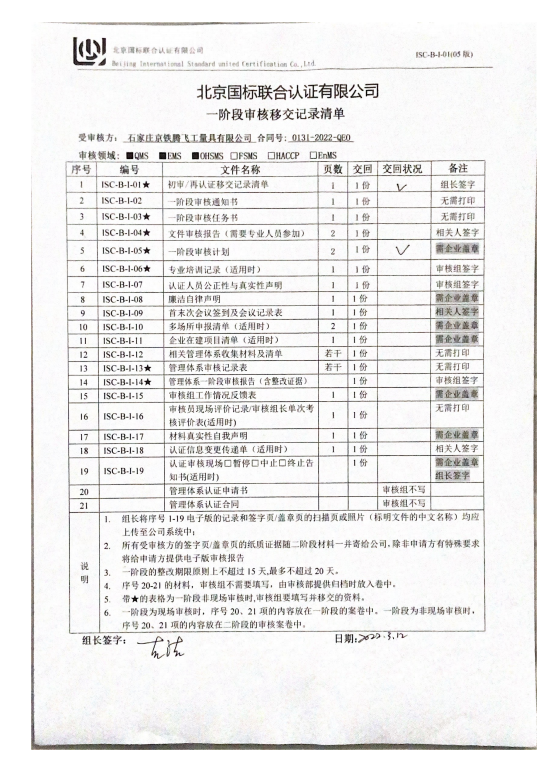 北京国标联合认证有限公司
Beijing International Standard united Certification Co.,Ltd.
ISC-B-I-01(05 版)
北京国标联合认证有限公司
一阶段审核移交记录清单
受审核方: 石家庄京铁腾飞工量具有限公司 合同号: 0131-2022-QEO
审核领域: ■QMS ■EMS ■OHSMS □FSMS □HACCP □EnMS
序号 编号 文件名称 页数 交回 交回状况 备注
1 ISC-B-I-01★ 初审/再认证移交记录清单 1 1 份 √ 组长签字
2 ISC-B-I-02 一阶段审核通知书 1 1 份 无需打印
3 ISC-B-I-03★ 一阶段审核任务书 1 1 份 无需打印
4 ISC-B-I-04★ 文件审核报告（需要专业人员参加） 2 1 份 相关人签字
5 ISC-B-I-05★ 一阶段审核计划 2 1 份 √ 需企业盖章
6 ISC-B-I-06★ 专业培训记录（适用时） 1 1 份 审核组签字
7 ISC-B-I-07 认证人员公正性与真实性声明 1 1 份 审核组签字
8 ISC-B-I-08 廉洁自律声明 1 1 份 需企业盖章
9 ISC-B-I-09 首末次会议签到及会议记录表 1 1 份 相关人签字
10 ISC-B-I-10 多场所申报清单（适用时） 2 1 份 需企业盖章
11 ISC-B-I-11 企业在建项目清单（适用时） 1 1 份 需企业盖章
12 ISC-B-I-12 相关管理体系收集材料及清单 若干 1 份 无需打印
13 ISC-B-I-13★ 管理体系审核记录表 若干 1 份 无需打印
14 ISC-B-I-14★ 管理体系一阶段审核报告（含整改证据） 1 份 审核组签字
15 ISC-B-I-15 审核组工作情况反馈表 1 1 份 需企业盖章
16 ISC-B-I-16 审核员现场评价记录/审核组长单次考 1 1 份 无需打印
核评价表(适用时)
17 ISC-B-I-17 材料真实性自我声明 1 1 份 需企业盖章
18 ISC-B-I-18 认证信息变更传递单（适用时） 1 1 份 相关人签字
19 ISC-B-I-19 认证审核现场□暂停□中止□终止告 1 份 需企业盖章
知书(适用时) 组长签字
20 管理体系认证申请书 审核组不写
21 管理体系认证合同 审核组不写
说明
1. 组长将序号 1-19 电子版的记录和签字页/盖章页的扫描页或照片（标明文件的中文名称）均应
上传至公司系统中；
2. 所有受审核方的签字页/盖章页的纸质证据随二阶段材料一并寄给公司，除非申请方有特殊要求
将给申请方提供电子版审核报告
3. 一阶段的整改期限原则上不超过 15 天,最多不超过 20 天。
4. 序号 20-21 的材料，审核组不需要填写，由审核部提供归档时放入卷中。
5. 带★的表格为一阶段非现场审核时,审核组要填写并移交的资料。
6. 一阶段为现场审核时，序号 20、21 项的内容放在一阶段的案卷中。一阶段为非现场审核时，
序号 20、21 项的内容放在二阶段的审核案卷中。
组长签字: 日期:2022.3.12